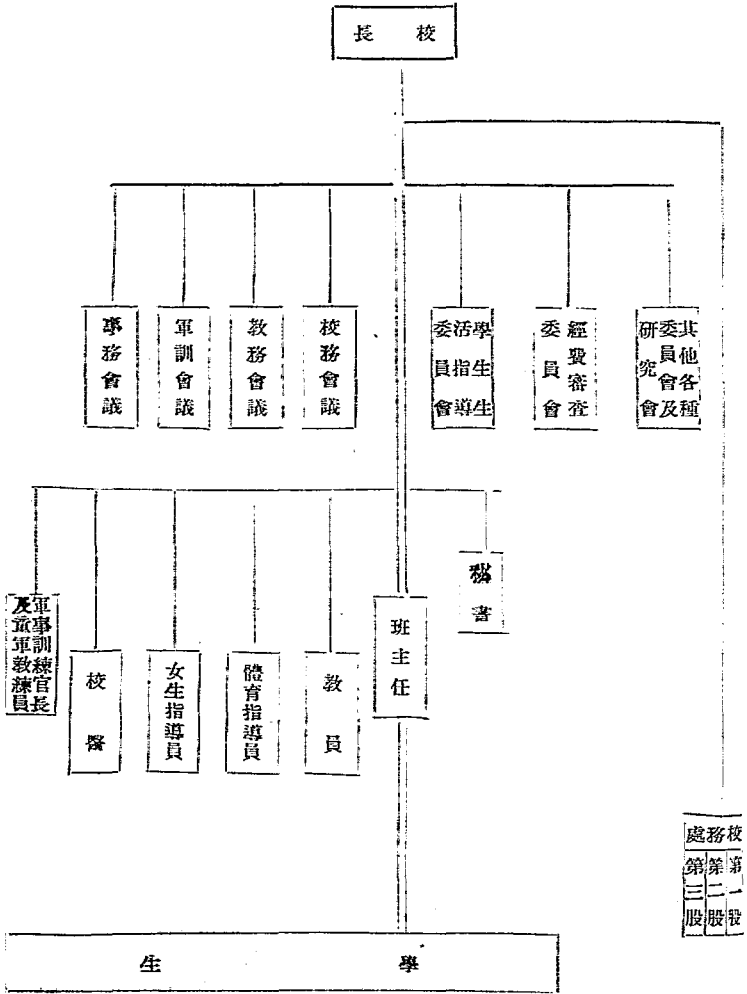 校長
其他各種
委員會及
研究會
經費審查
委員會
學生生
活指導
委員會
校務會議
教務會議
軍訓會議
事務會議
秘書
班主任
教員
體育指導員
女生指導員
校醫
軍事訓練官長
及童軍教練員
校務處
第一股
第二股
第三股
學生